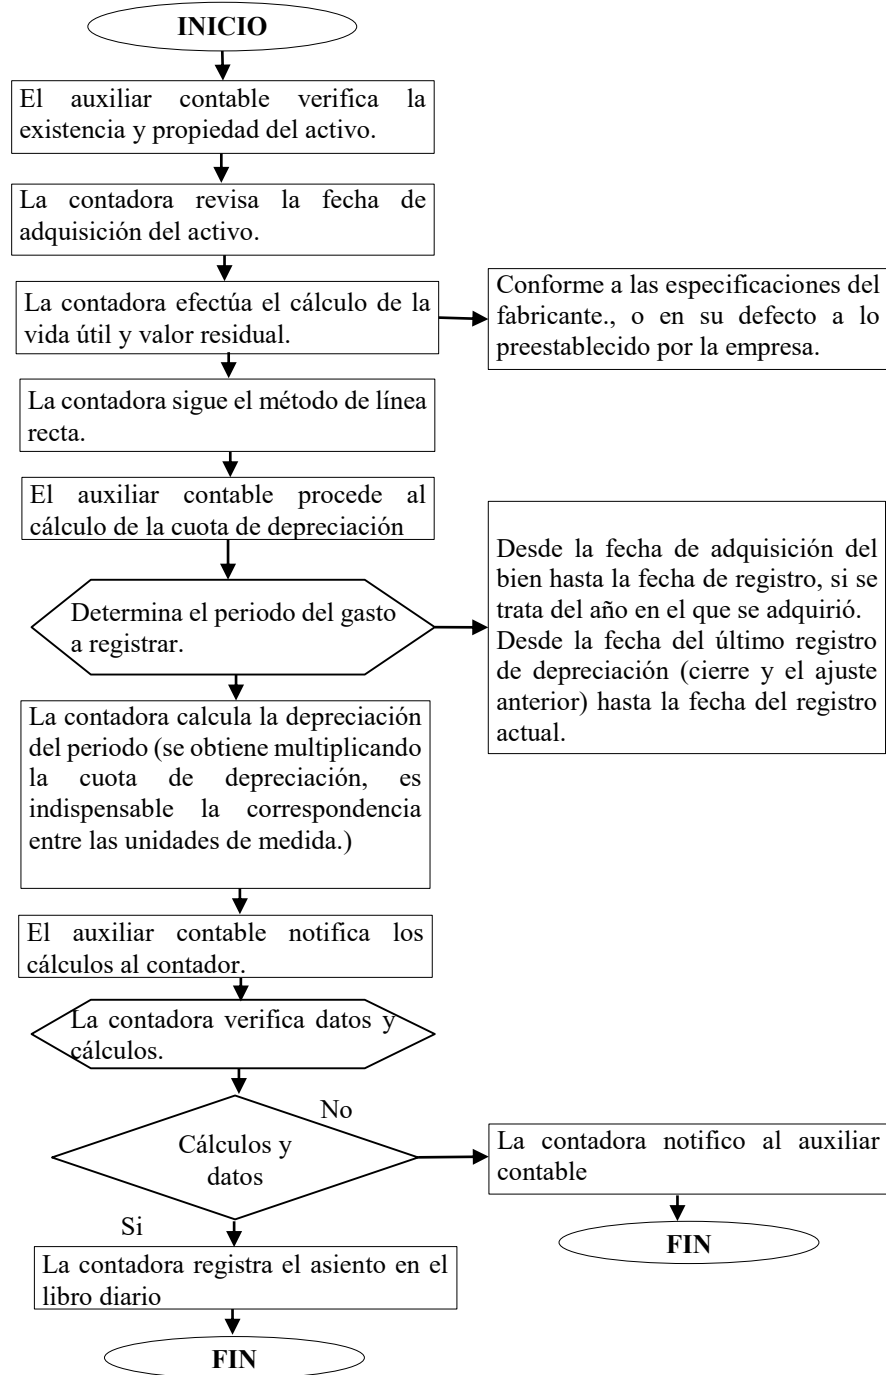 INICIO
El auxiliar contable verifica la
existencia y propiedad del activo.
La contadora revisa la fecha de
adquisición del activo.
La contadora efectúa el cálculo de la
vida útil y valor residual.
Conforme a las especificaciones del
fabricante., o en su defecto a lo
preestablecido por la empresa.
La contadora sigue el método de línea
recta.
El auxiliar contable procede al
cálculo de la cuota de depreciación
Determina el periodo del gasto
a registrar.
Desde la fecha de adquisición del
bien hasta la fecha de registro, si se
trata del año en el que se adquirió.
Desde la fecha del último registro
de depreciación (cierre y el ajuste
anterior) hasta la fecha del registro
actual.
La contadora calcula la depreciación
del periodo (se obtiene multiplicando
la cuota de depreciación, es
indispensable la correspondencia
entre las unidades de medida.)
El auxiliar contable notifica los
cálculos al contador.
La contadora verifica datos y
cálculos.
No
Cálculos y
datos
La contadora notifico al auxiliar
contable
FIN
Si
La contadora registra el asiento en el
libro diario
FIN